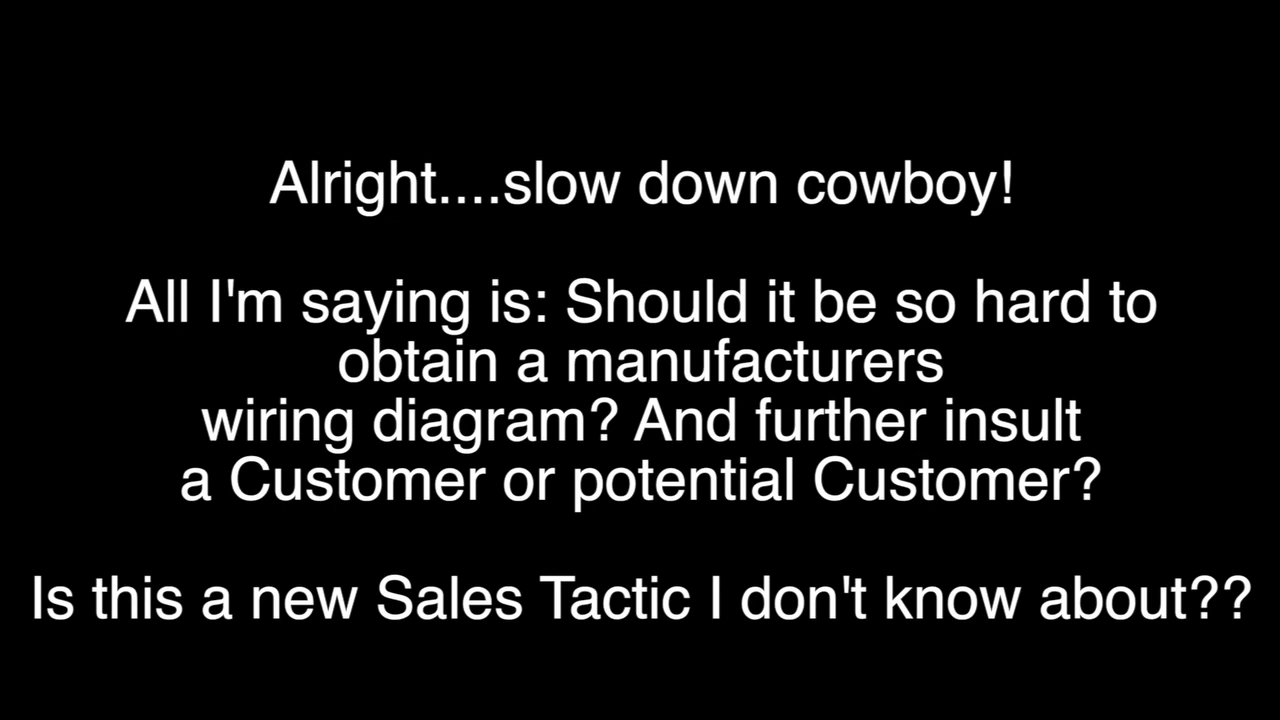 Alright....slow down cowboy!
All I'm saying is: Should it be so hard to
obtain a manufacturers
wiring diagram? And further insult
a Customer or potential Customer?
Is this a new Sales Tactic I don't know about??